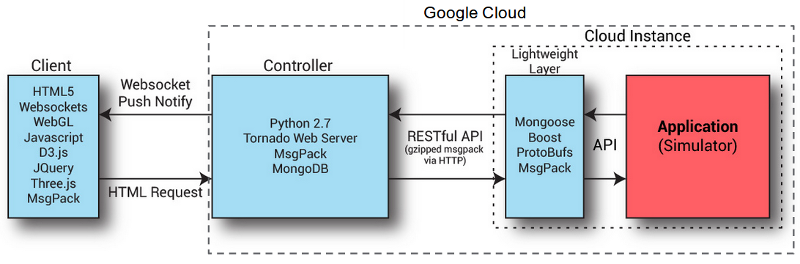 Google Cloud
Cloud Instance
Client
HTML5
Websockets
WebGL
Javascript
D3.js
JQuery
Three.js
MsgPack
Websocket
Push Notify
HTML Request
Controller
Python 2.7
Tornado Web Server
MsgPack
MongoDB
RESTful API
(gzipped msgpack
via HTTP)
Lightweight
Layer
Mongoose
Boost
ProtoBufs
MsgPack
API
Application
(Simulator)